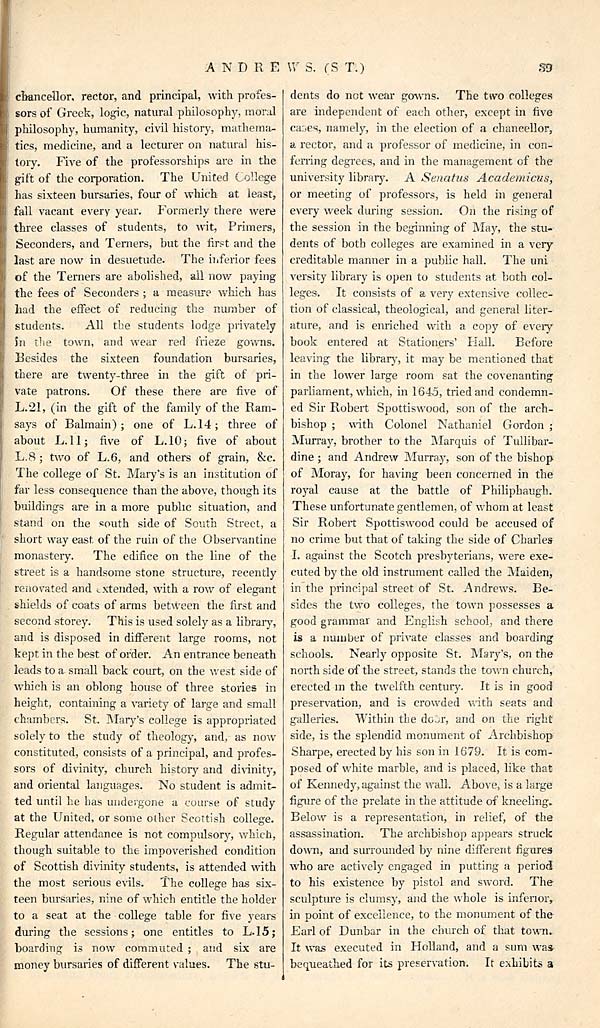 ANDREWS. (ST.) 39
chancellor, rector, and principal, with profes-
sors of Greek, logic, natural philosophy, moral
philosophy, humanity, civil history, mathema-
tics, medicine, and a lecturer on natural his-
tory. Five of the professorships are in the
gift of the corporation. The United College
has sixteen bursaries, four of which at least,
fall vacant every year. Formerly there were
three classes of students, to wit, Primers,
Seconders, and Terners, but the first and the
last are now in desuetude. The inferior fees
of the Terners are abolished, all now paying
the fees of Seconders ; a measure which has
had the effect of reducing the number of
students. All the students lodge privately
in the town, and wear red frieze gowns.
Besides the sixteen foundation bursaries,
there are twenty-three in the gift of pri-
vate patrons. Of these there are five of
L.21, (in the gift of the family of the Ram-
says of Balmain) ; one of L.14 ; three of
about L.11; five of L.10; five of about
L.8 ; two of L.6, and others of grain, &c.
The college of St. Mary's is an institution of
far less consequence than the above, though its
buildings are in a more public situation, and
stand on the south side of South Street, a
short way east of the ruin of the Observantine
monastery. The edifice on the line of the
street is a handsome stone structure, recently
renovated and extended, with a row of elegant
shields of coats of arms between the first and
second storey. This is used solely as a library,
and is disposed in different large rooms, not
kept in the best of order. An entrance beneath
leads to a small back court, on the west side of
which is an oblong house of three stories in
height, containing a variety of large and small
chambers. St. Mary's college is appropriated
solely to the study of theology, and, as now
constituted, consists of a principal, and profes-
sors of divinity, church history and divinity,
and oriental languages. No student is admit-
ted until he has undergone a course of study
at the United, or some other Scottish college.
Regular attendance is not compulsory, which,
though suitable to the impoverished condition
of Scottish divinity students, is attended with
the most serious evils. The college has six-
teen bursaries, nine of which entitle the holder
to a seat at the college table for five years
during the sessions ; one entitles to L.15;
boarding is now commuted ; and six are
money bursaries of different values. The stu-
dents do not wear gowns. The two colleges
are independent of each other, except in five
cases, namely, in the election of a chancellor,
a rector, and a professor of medicine, in con-
ferring degrees, and in the management of the
university library. A Senatus Academicus,
or meeting of professors, is held in general
every week during session. On the rising of
the session in the beginning of May, the stu-
dents of both colleges are examined in a very
creditable manner in a public hall. The uni
versity library is open to students at both col-
leges. It consists of a very extensive collec-
tion of classical, theological, and general liter-
ature, and is enriched with a copy of every
book entered at Stationers' Hall. Before
leaving the library, it may be mentioned that
in the lower large room sat the covenanting
parliament, which, in 1645, tried and condemn-
ed Sir Robert Spottiswood, son of the arch-
bishop ; with Colonel Nathaniel Gordon ;
Murray, brother to the Marquis of Tullibar-
dine ; and Andrew Murray, son of the bishop
of Moray, for having been concerned in the
royal cause at the battle of Philiphaugh.
These unfortunate gentlemen, of whom at least
Sir Robert Spottiswood could be accused of
no crime but that of taking the side of Charles
I. against the Scotch presbyterians, were exe-
cuted by the old instrument called the Maiden,
in the principal street of St. Andrews. Be-
sides the two colleges, the town possesses a
good grammar and English school, and there
is a number of private classes and boarding
schools. Nearly opposite St. Mary's, on the
north side of the street, stands the town church,
erected in the twelfth century. It is in good
preservation, and is crowded with seats and
galleries. Within the door, and on the right
side, is the splendid monument of Archbishop
Sharpe, erected by his son in 1679. It is com-
posed of white marble, and is placed, like that
of Kennedy, against the wall. Above, is a large
figure of the prelate in the attitude of kneeling.
Below is a representation, in relief, of the
assassination. The archbishop appears struck
down, and surrounded by nine different figures
who are actively engaged in putting a period
to his existence by pistol and sword. The
sculpture is clumsy, and the whole is inferior,
in point of excellence, to the monument of the
Earl of Dunbar in the church of that town.
It was executed in Holland, and a sum was
bequeathed for its preservation. It exhibits a